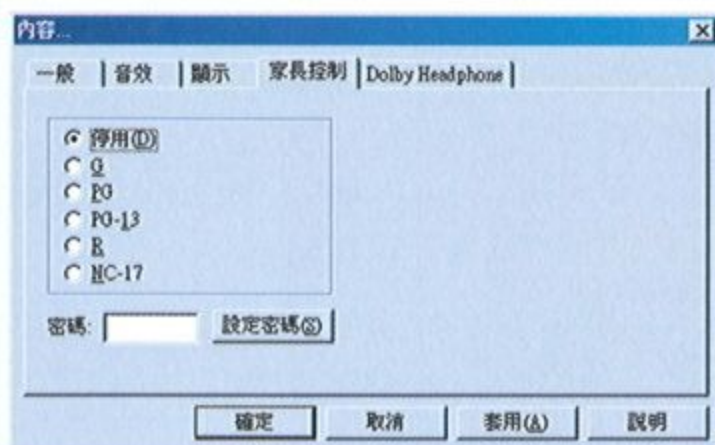 內容...
一般 音效 顯示 家長控制 Dolby Headphone
停用(D)
G
PG
PG-13
R
NC-17
密碼: 設定密碼(S)
確定 取消 套用(A) 說明